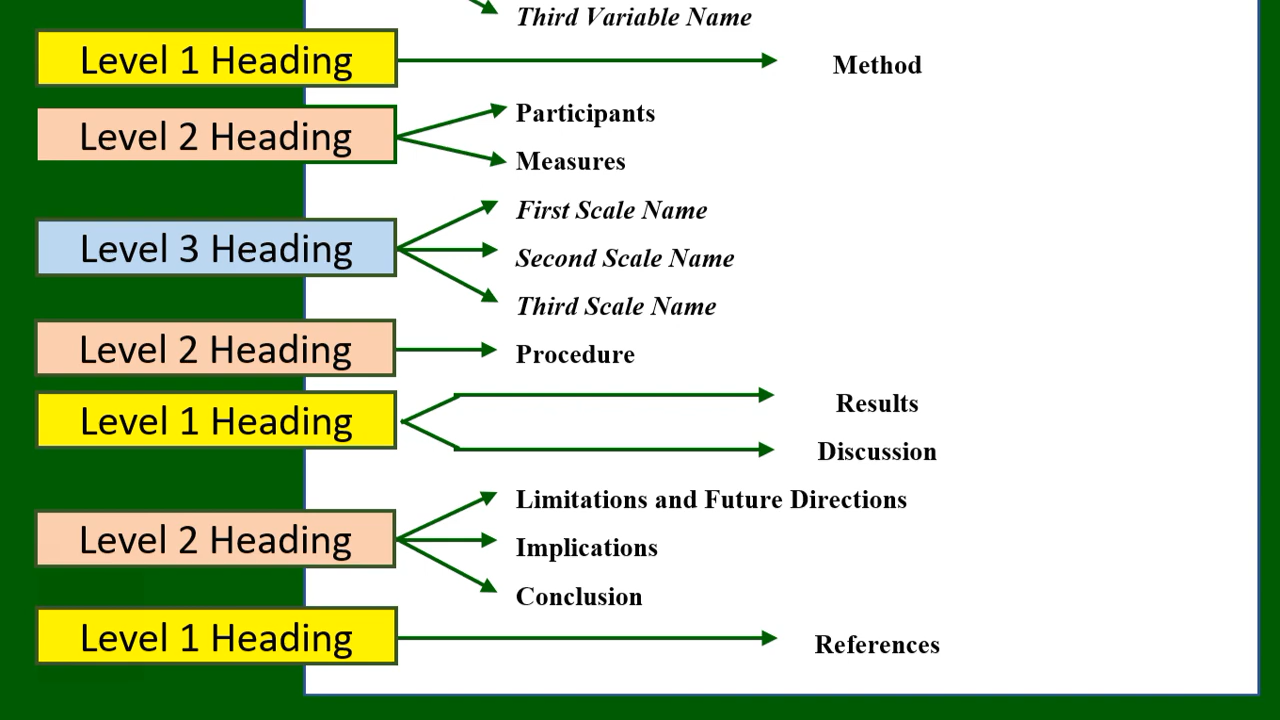 Third Variable Name
Level 1 Heading
Method
Level 2 Heading
Participants
Measures
Level 3 Heading
First Scale Name
Second Scale Name
Third Scale Name
Level 2 Heading
Procedure
Level 1 Heading
Results
Discussion
Level 2 Heading
Limitations and Future Directions
Implications
Conclusion
Level 1 Heading
References